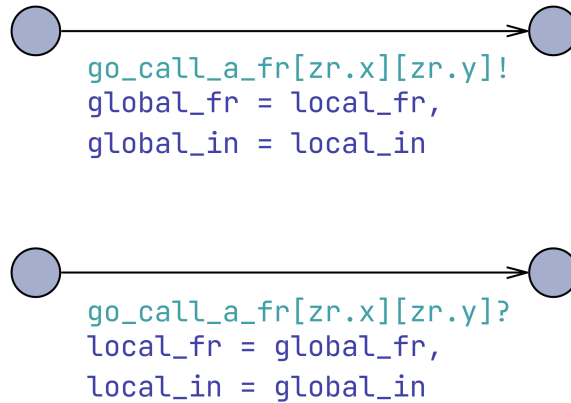 go_call_a_fr[zr.x][zr.y]!
global_fr = local_fr,
global_in = local_in
go_call_a_fr[zr.x][zr.y]?
local_fr = global_fr,
local_in = global_in